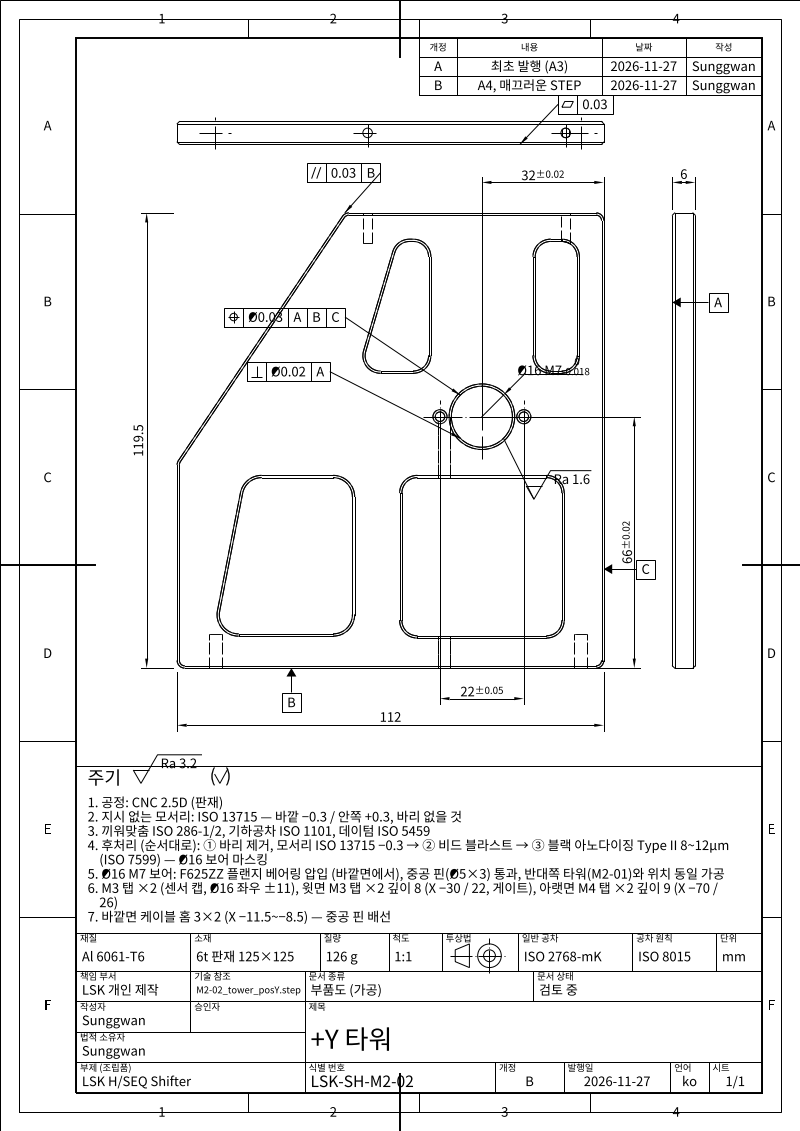 1 2 3 4
개정 내용 날짜 작성
A 최초 발행 (A3) 2026-11-27 Sunggwan
B A4, 매끄러운 STEP 2026-11-27 Sunggwan
0.03
A A
// 0.03 B
32±0.02
6
B B
A
⌖ ⌀0.03 A B C
⌀16 M7
-0.018
⊥ ⌀0.02 A
119.5
C C
Ra 1.6
66±0.02
C
D D
22±0.05
B
112
주기 Ra 3.2 (√)
1. 공정: CNC 2.5D (판재)
2. 지시 없는 모서리: ISO 13715 — 바깥 −0.3 / 안쪽 +0.3, 바리 없을 것
3. 끼워맞춤 ISO 286-1/2, 기하공차 ISO 1101, 데이텀 ISO 5459
E E
4. 후처리 (순서대로): ① 바리 제거, 모서리 ISO 13715 −0.3 → ② 비드 블라스트 → ③ 블랙 아노다이징 Type II 8~12μm
(ISO 7599) — ⌀16 보어 마스킹
5. ⌀16 M7 보어: F625ZZ 플랜지 베어링 압입 (바깥면에서), 중공 핀(⌀5×3) 통과, 반대쪽 타워(M2-01)와 위치 동일 가공
6. M3 탭 ×2 (센서 캡, ⌀16 좌우 ±11), 윗면 M3 탭 ×2 깊이 8 (X −30 / 22, 게이트), 아랫면 M4 탭 ×2 깊이 9 (X −70 /
26)
7. 바깥면 케이블 홈 3×2 (X −11.5~−8.5) — 중공 핀 배선
재질 소재 질량 척도 투상법 일반 공차 공차 원칙 단위
Al 6061-T6 6t 판재 125×125 126 g 1:1 ISO 2768-mK ISO 8015 mm
책임 부서 기술 참조 문서 종류 문서 상태
LSK 개인 제작 M2-02_tower_posY.step 부품도 (가공) 검토 중
F F
작성자 승인자 제목
Sunggwan
+Y 타워
법적 소유자
Sunggwan
부제 (조립품) 식별 번호 개정 발행일 언어 시트
LSK H/SEQ Shifter LSK-SH-M2-02 B 2026-11-27 ko 1/1
1 2 3 4